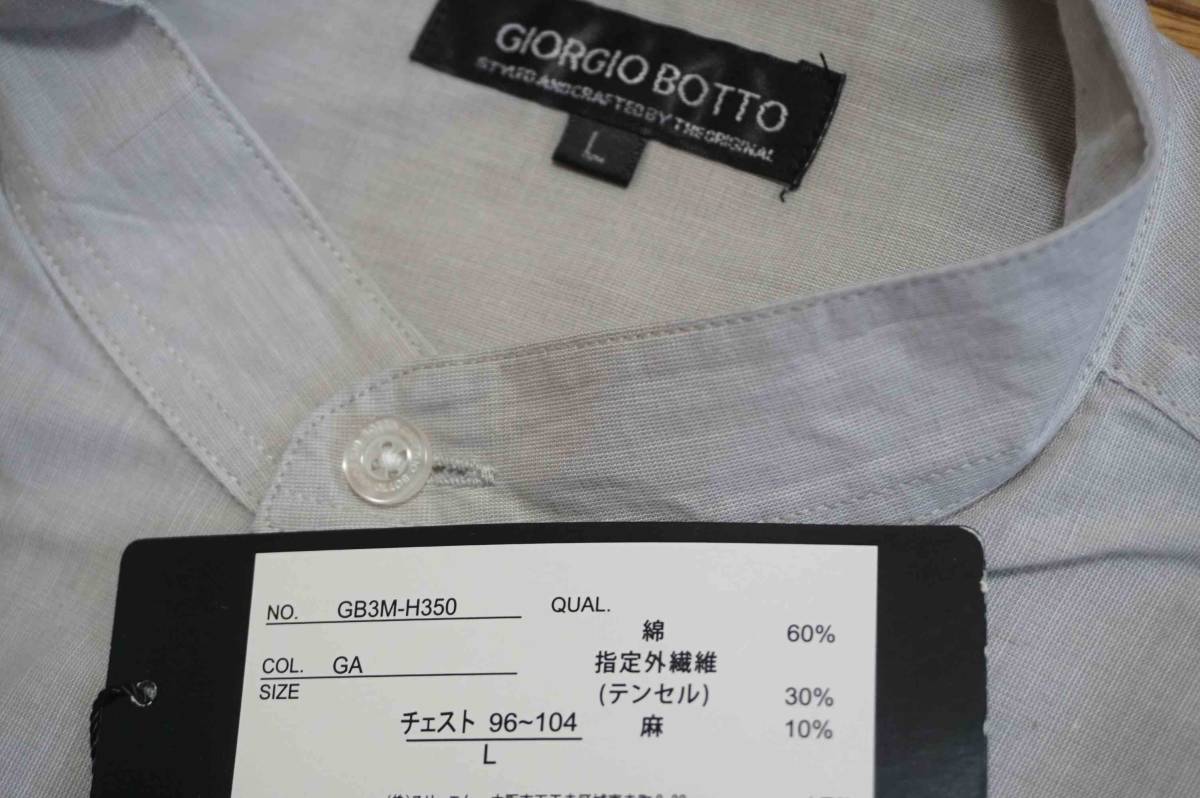 GIORGIO BOTTO
STYLED AND CRAFTED BY THE ORIGINAL
L
NO. GB3M-H350 QUAL.
綿 60%
COL. GA 指定外繊維
SIZE (テンセル) 30%
チェスト 96~104 麻 10%
L